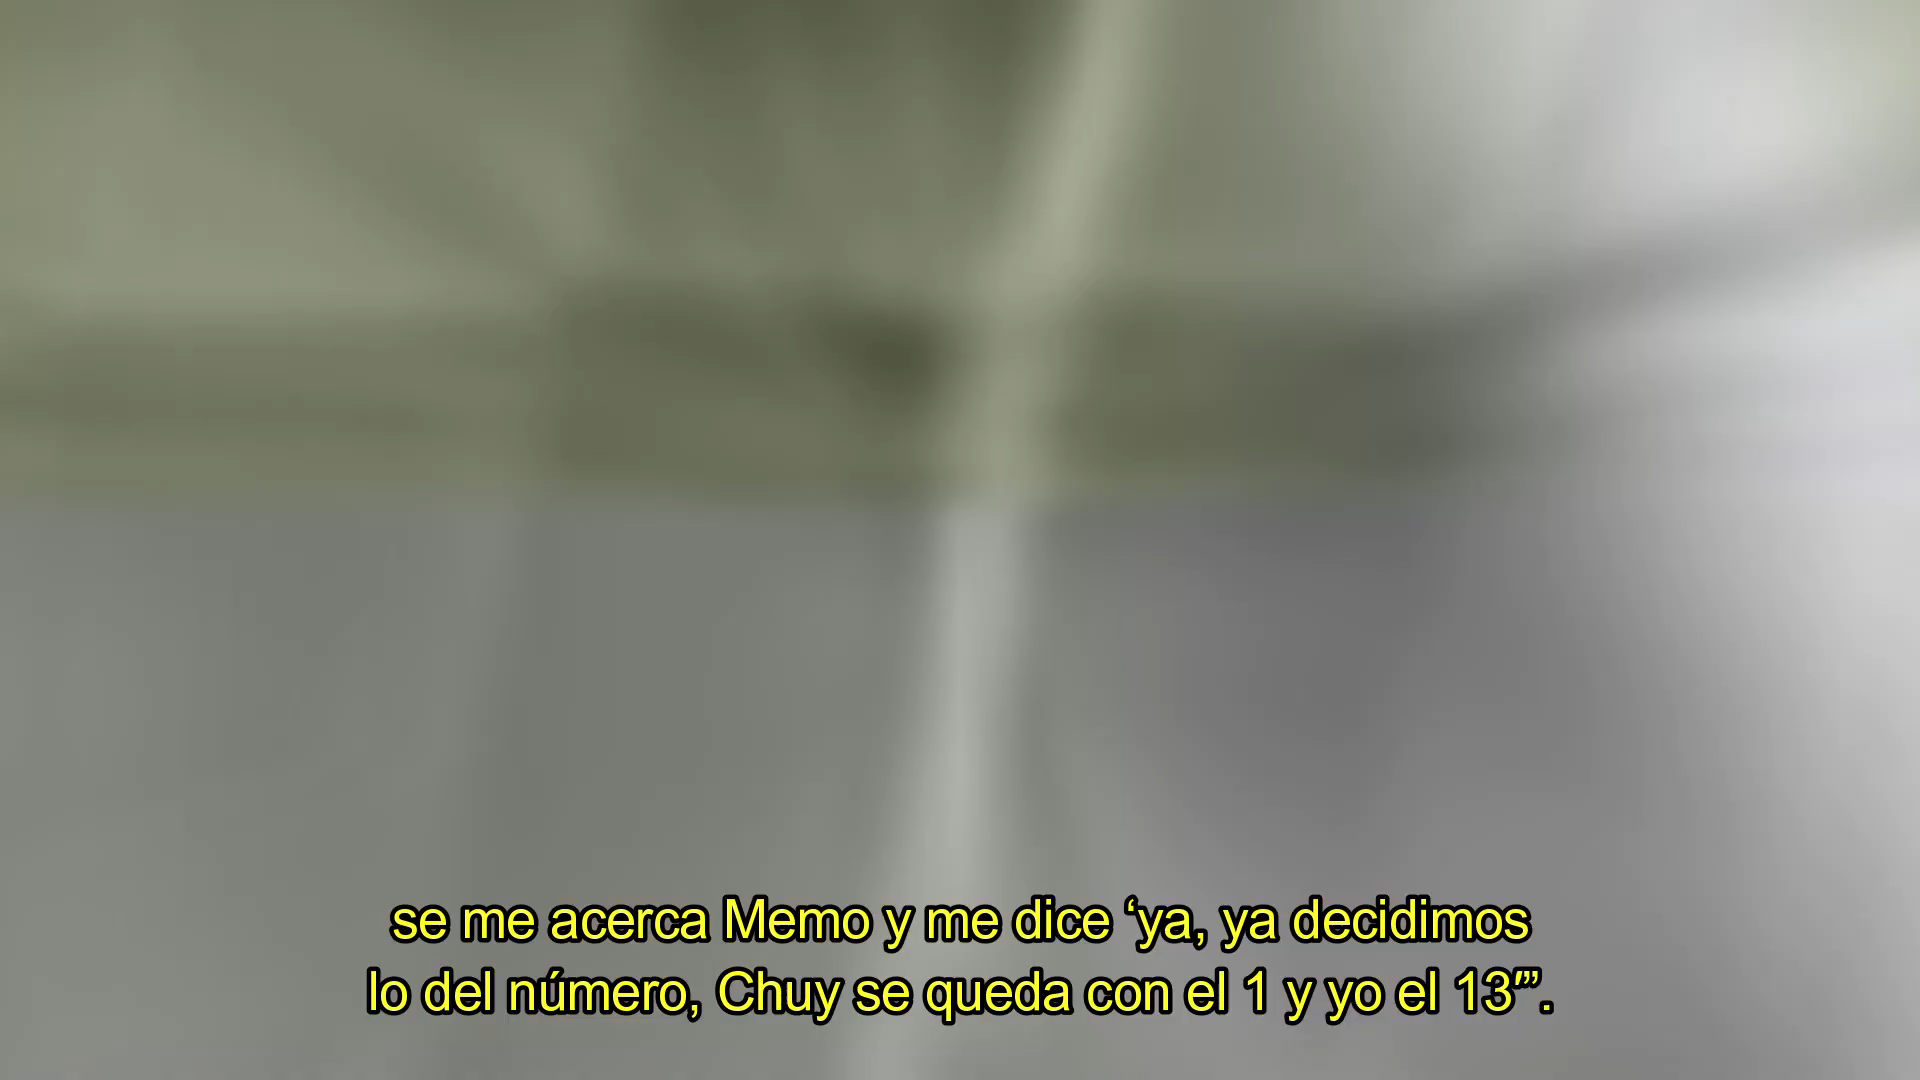 se me acerca Memo y me dice ‘ya, ya decidimos
lo del número, Chuy se queda con el 1 y yo el 13′”.